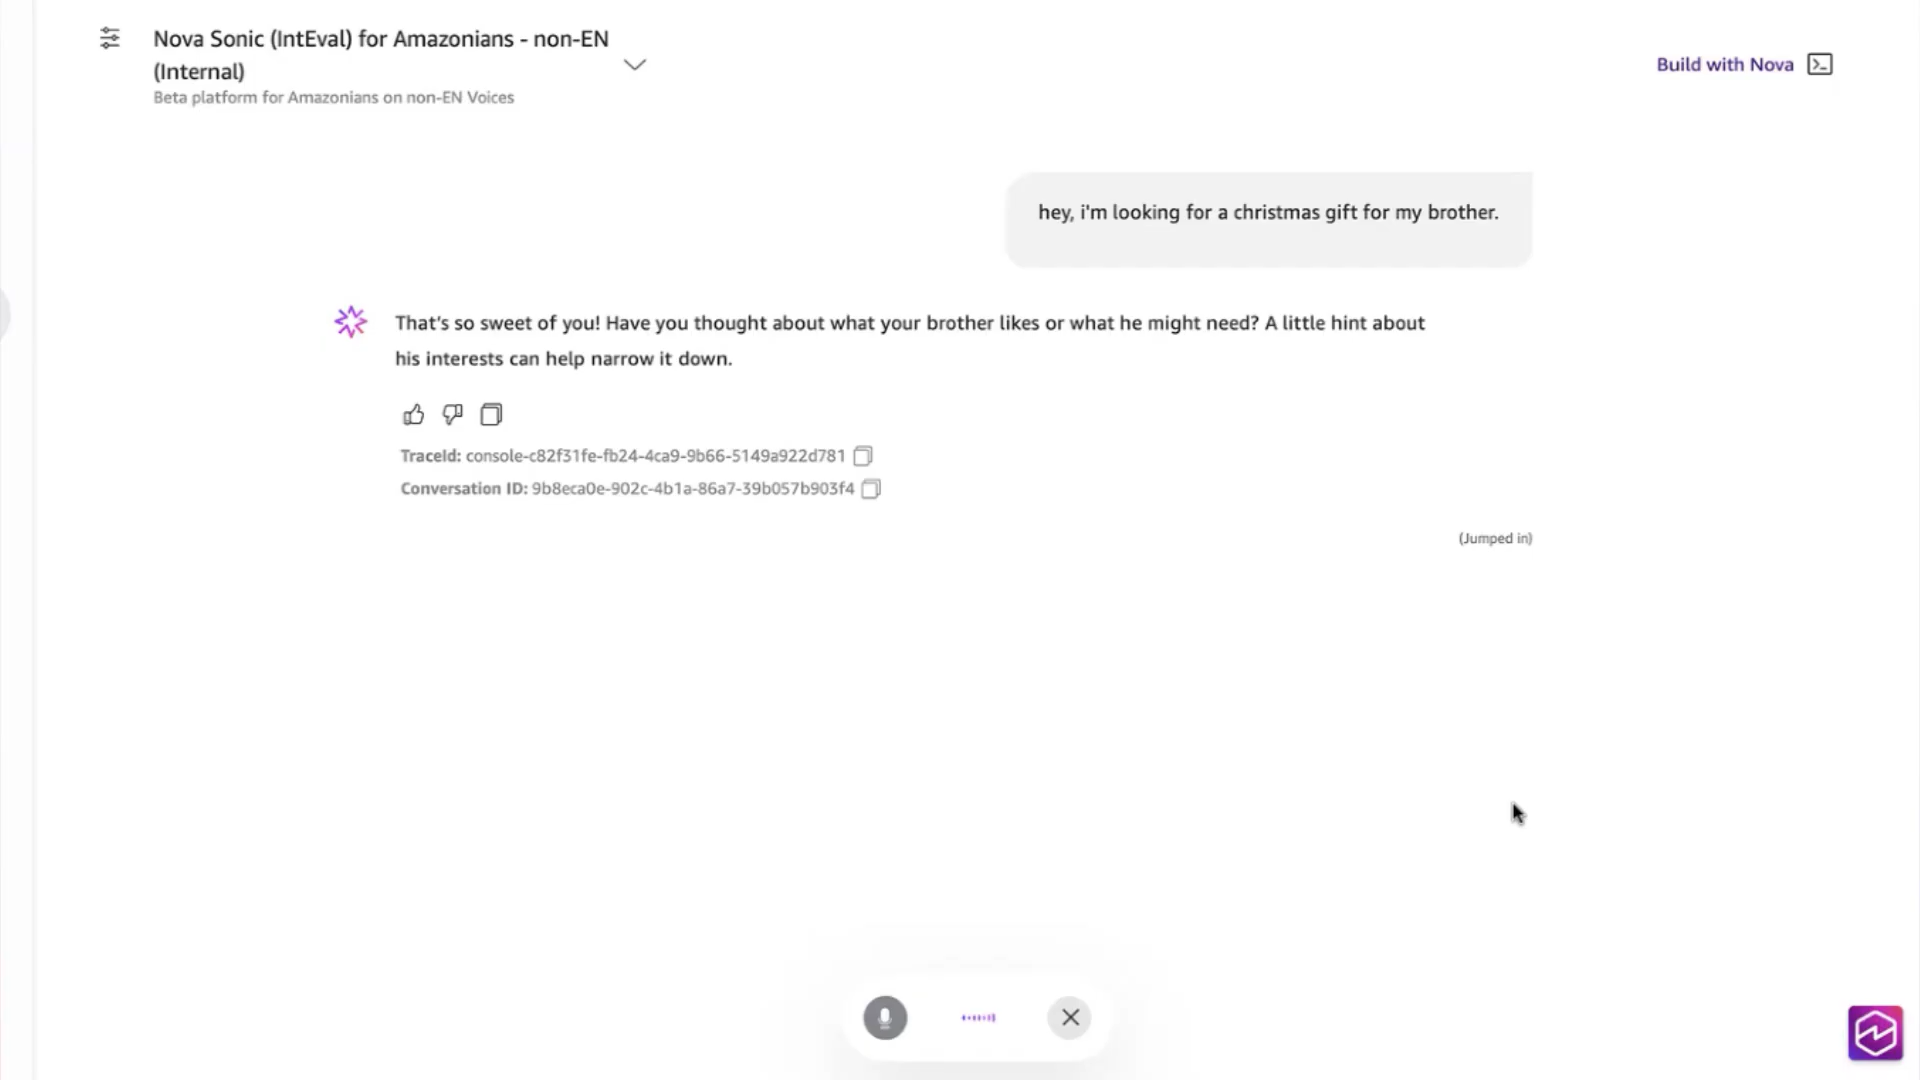 Nova Sonic (IntEval) for Amazonians - non-EN
(Internal)
Beta platform for Amazonians on non-EN Voices
Build with Nova
hey, i'm looking for a christmas gift for my brother.
That's so sweet of you! Have you thought about what your brother likes or what he might need? A little hint about
his interests can help narrow it down.
TraceId: console-c82f31fe-fb24-4ca9-9b66-5149a922d781
Conversation ID: 9b8eca0e-902c-4b1a-86a7-39b057b903f4
(Jumped in)